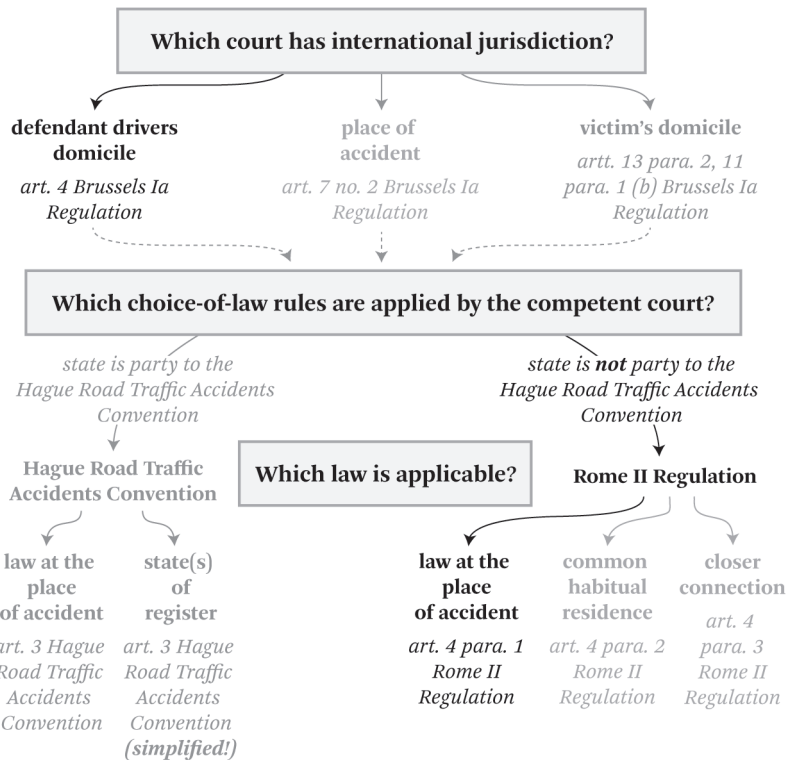 Which court has international jurisdiction?
defendant drivers
domicile
art. 4 Brussels Ia
Regulation
place of
accident
art. 7 no. 2 Brussels Ia
Regulation
victim's domicile
artt. 13 para. 2, 11
para. 1 (b) Brussels Ia
Regulation
Which choice-of-law rules are applied by the competent court?
state is party to the
Hague Road Traffic Accidents
Convention
state is not party to the
Hague Road Traffic Accidents
Convention
Hague Road Traffic
Accidents Convention
Which law is applicable?
Rome II Regulation
law at the
place
of accident
art. 3 Hague
Road Traffic
Accidents
Convention
state(s)
of
register
art. 3 Hague
Road Traffic
Accidents
Convention
(simplified!)
law at the
place
of accident
art. 4 para. 1
Rome II
Regulation
common
habitual
residence
art. 4 para. 2
Rome II
Regulation
closer
connection
art. 4
para. 3
Rome II
Regulation